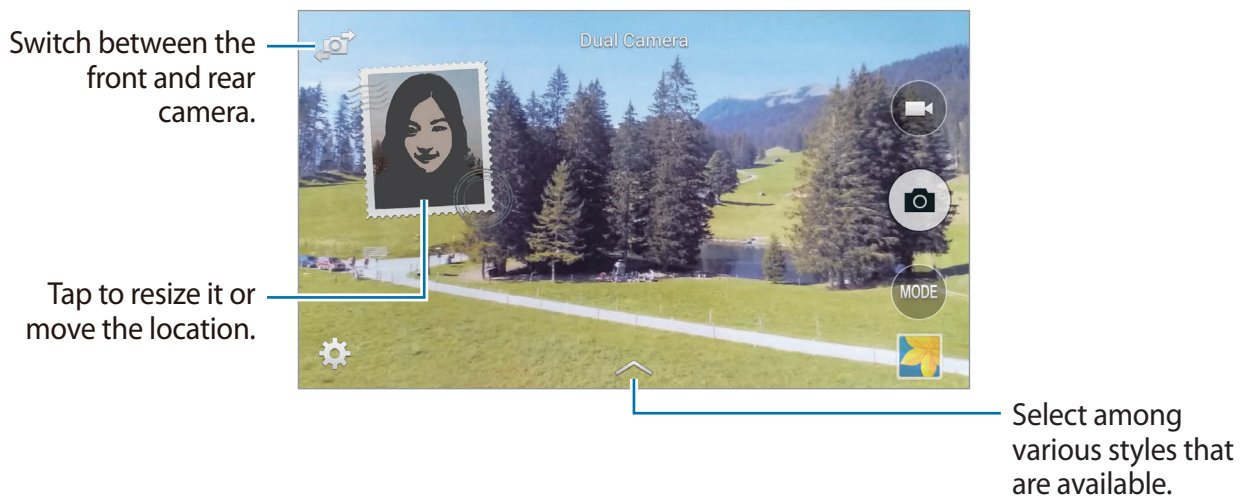 Switch between the
front and rear
camera.
Dual Camera
Tap to resize it or
move the location.
MODE
Select among
various styles that
are available.